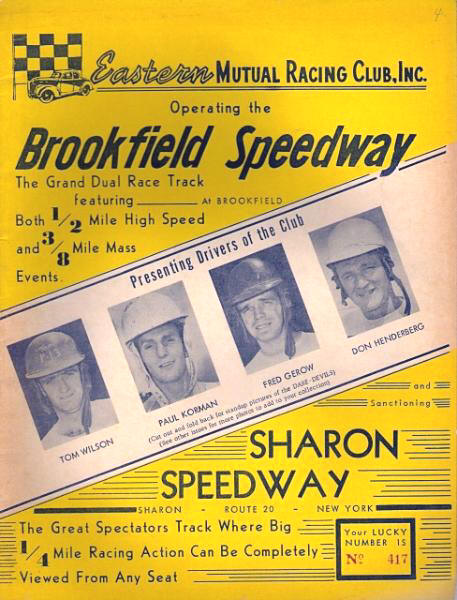 4
Eastern MUTUAL RACING CLUB, INC.
Operating the
Brookfield Speedway
The Grand Dual Race Track
featuring AT BROOKFIELD
Both 1/2 Mile High Speed
and 3/8 Mile Mass
Events.
Presenting Drivers of the Club
TOM WILSON
PAUL KORMAN
FRED GEROW
DON HENDERBERG
(Cut out and fold back for standup pictures of the DARE-DEVILS)
(See other issues for more photos to add to your collection)
and
Sanctioning
SHARON
SPEEDWAY
SHARON - ROUTE 20 - NEW YORK
The Great Spectators Track Where Big
1/4 Mile Racing Action Can Be Completely
Viewed From Any Seat
Your LUCKY
NUMBER IS
No. 417